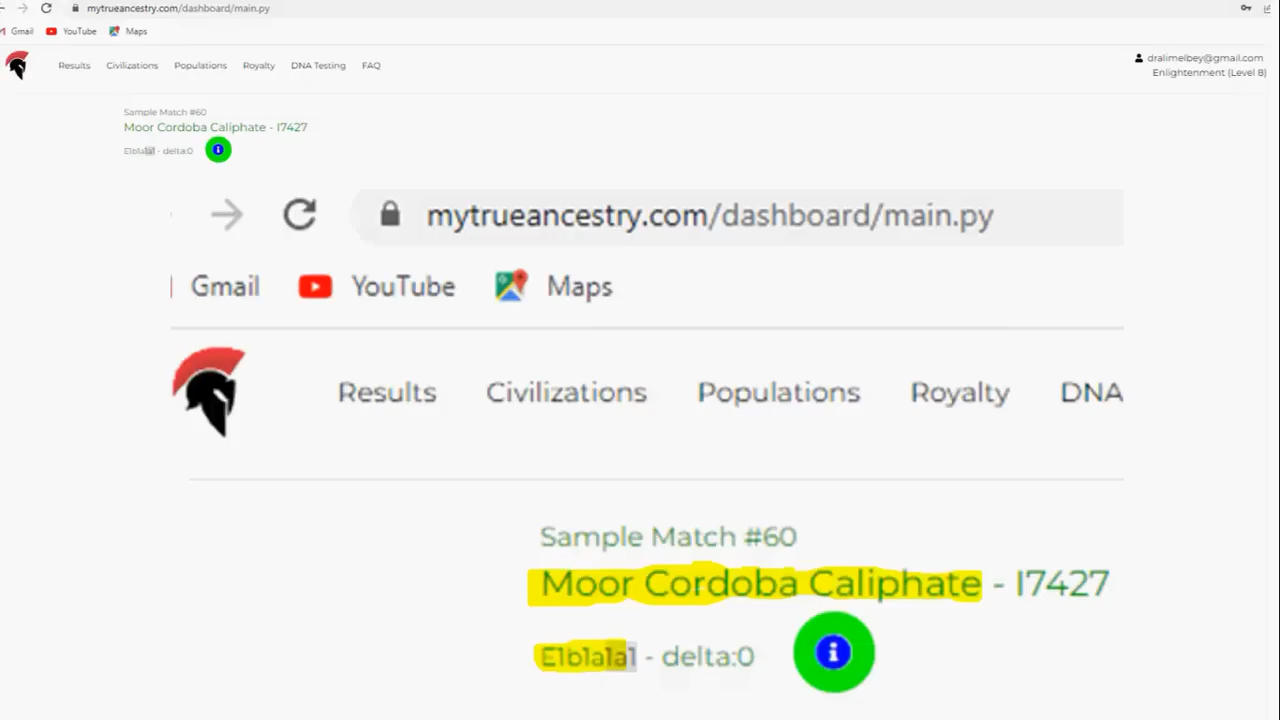 mytrueancestry.com/dashboard/main.py
Gmail YouTube Maps
Results Civilizations Populations Royalty DNA Testing FAQ
dralimelbey@gmail.com
Enlightenment (Level 8)
Sample Match #60
Moor Cordoba Caliphate - I7427
E1b1a1a1 - delta:0
mytrueancestry.com/dashboard/main.py
Gmail YouTube Maps
Results Civilizations Populations Royalty DNA
Sample Match #60
Moor Cordoba Caliphate - I7427
E1b1a1a1 - delta:0